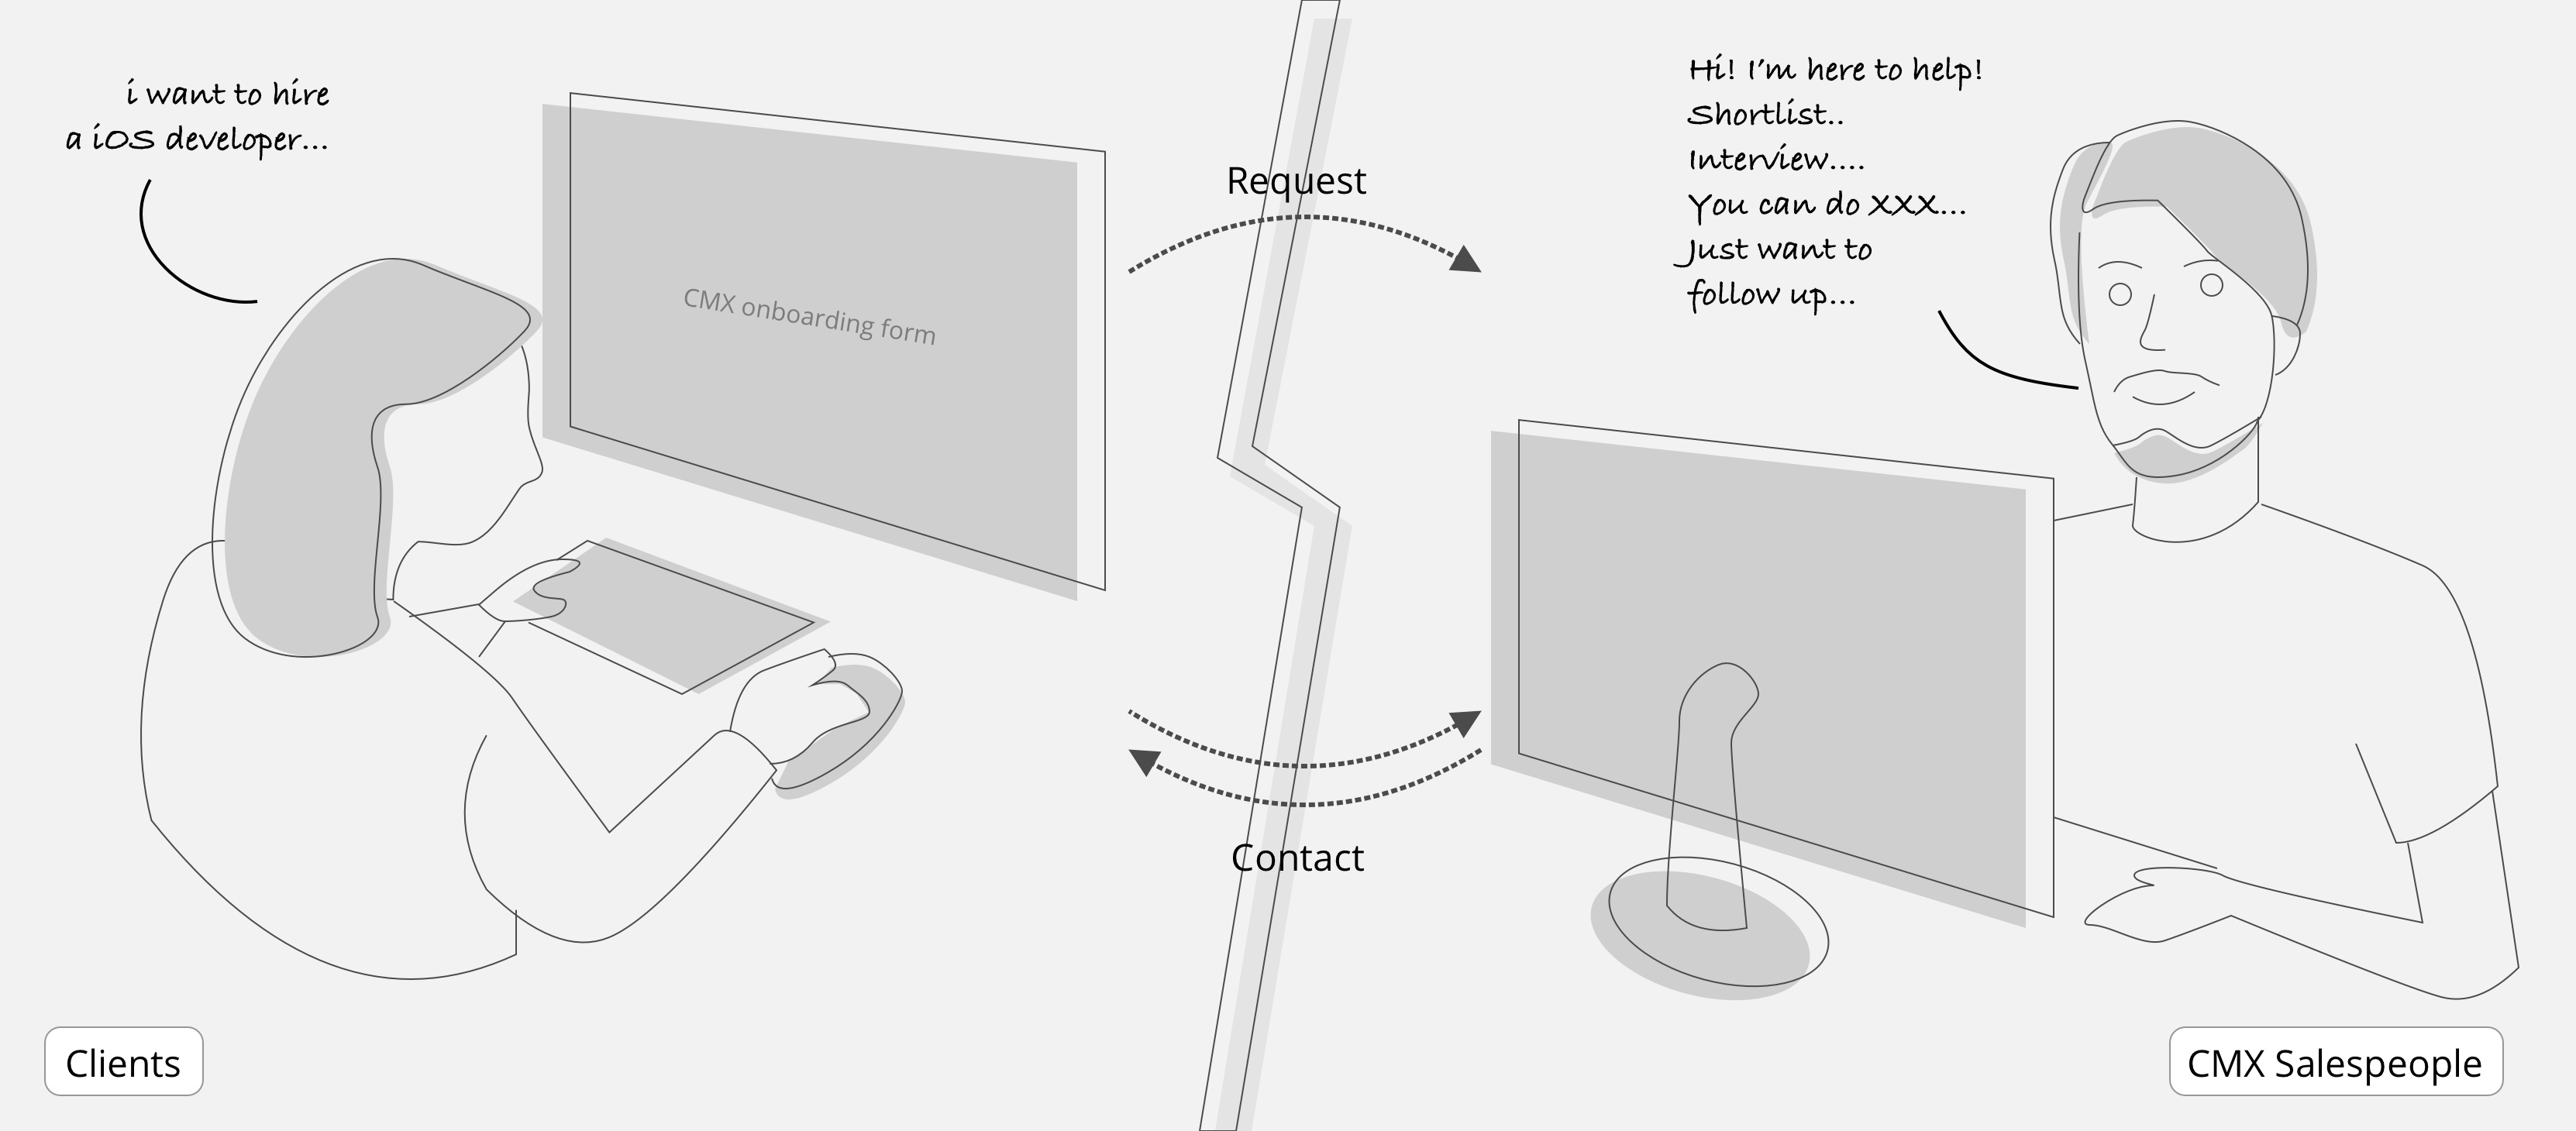 i want to hire
a iOS developer...
CMX onboarding form
Request
Hi! I'm here to help!
Shortlist..
Interview....
You can do XXX...
Just want to
follow up...
Contact
Clients
CMX Salespeople